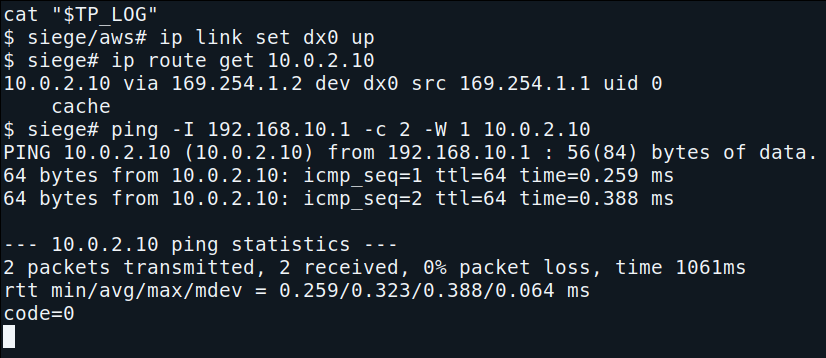 cat "$TP_LOG"
$ siege/aws# ip link set dx0 up
$ siege# ip route get 10.0.2.10
10.0.2.10 via 169.254.1.2 dev dx0 src 169.254.1.1 uid 0
    cache
$ siege# ping -I 192.168.10.1 -c 2 -W 1 10.0.2.10
PING 10.0.2.10 (10.0.2.10) from 192.168.10.1 : 56(84) bytes of data.
64 bytes from 10.0.2.10: icmp_seq=1 ttl=64 time=0.259 ms
64 bytes from 10.0.2.10: icmp_seq=2 ttl=64 time=0.388 ms

--- 10.0.2.10 ping statistics ---
2 packets transmitted, 2 received, 0% packet loss, time 1061ms
rtt min/avg/max/mdev = 0.259/0.323/0.388/0.064 ms
code=0